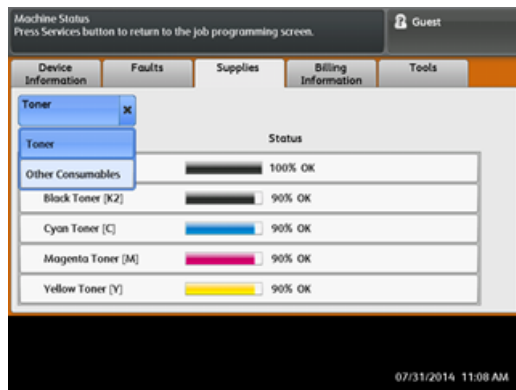 Machine Status
Press Services button to return to the job programming screen.
Guest
Device Information
Faults
Supplies
Billing Information
Tools
Toner
Status
Toner
Other Consumables
100% OK
Black Toner [K2]
90% OK
Cyan Toner [C]
90% OK
Magenta Toner [M]
90% OK
Yellow Toner [Y]
90% OK
07/31/2014 11:08 AM